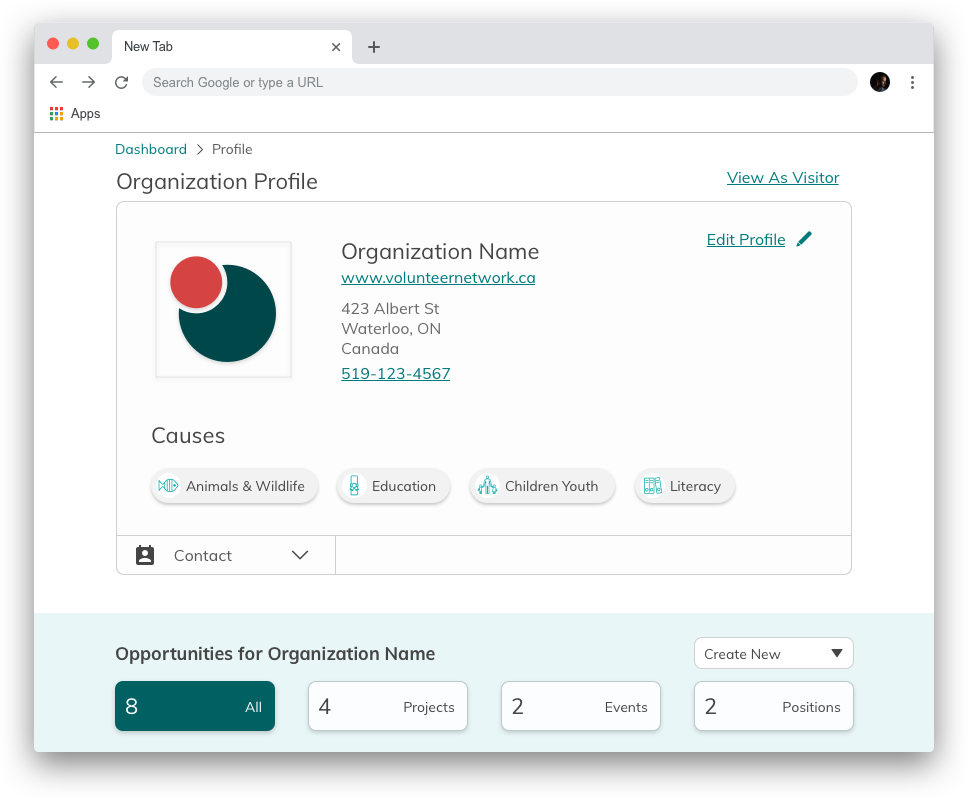 New Tab
Search Google or type a URL
Apps
Dashboard > Profile
Organization Profile
View As Visitor
Organization Name
Edit Profile
www.volunteernetwork.ca
423 Albert St
Waterloo, ON
Canada
519-123-4567
Causes
Animals & Wildlife
Education
Children Youth
Literacy
Contact
Opportunities for Organization Name
Create New
8 All
4 Projects
2 Events
2 Positions